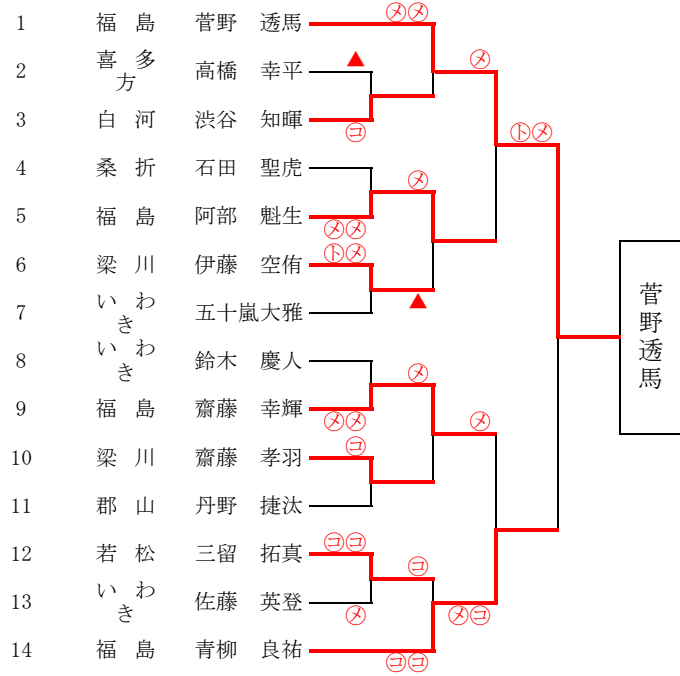 1 福島 菅野 透馬 ㋱㋱
2 喜多方 高橋 幸平 ▲ ㋱
3 白河 渋谷 知暉 ㋙ ㋣㋱
4 桑折 石田 聖虎 ㋱
5 福島 阿部 魁生 ㋱㋱
6 梁川 伊藤 空侑 ㋣㋱
7 いわき 五十嵐大雅 ▲
8 いわき 鈴木 慶人 ㋱
9 福島 齋藤 幸輝 ㋱㋱ ㋱
10 梁川 齋藤 孝羽 ㋙
11 郡山 丹野 捷汰
12 若松 三留 拓真 ㋙㋙ ㋙
13 いわき 佐藤 英登 ㋱ ㋱㋙
14 福島 青柳 良祐 ㋙㋙
菅野透馬